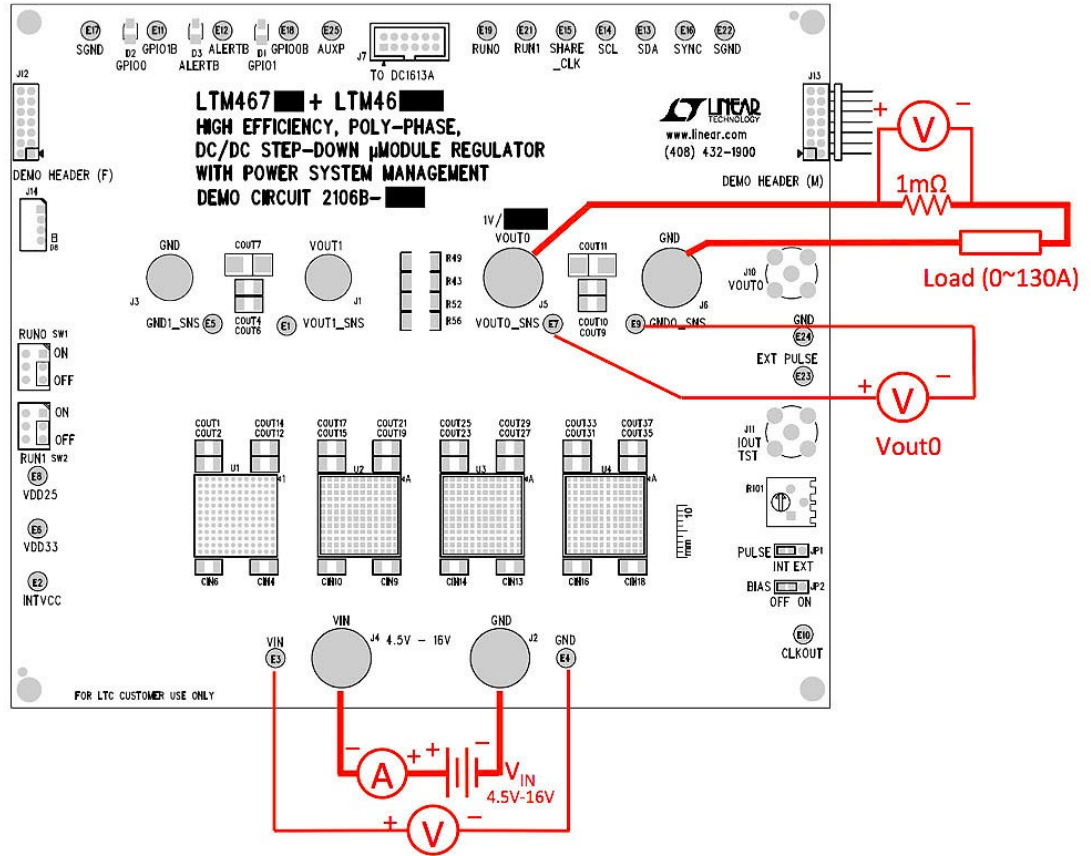 E17 E11 E12 E18 E25 E19 E21 E15 E14 E13 E16 E22
SGND D2 GPIO1B D3 ALERTB D1 GPIO0B AUXP J7 RUN0 RUN1 SHARE SCL SDA SYNC SGND
GPIO0 ALERTB GPIO1 _CLK
TO DC1613A
J12 J13
LTM467 + LTM46
HIGH EFFICIENCY, POLY-PHASE,
DC/DC STEP-DOWN µMODULE REGULATOR
WITH POWER SYSTEM MANAGEMENT
DEMO CIRCUIT 2106B-
LINEAR
TECHNOLOGY
www.linear.com
(408) 432-1900
DEMO HEADER (F)
DEMO HEADER (M)
+ V -
1mΩ
Load (0~130A)
J14
D8
1V/
GND COUT7 VOUT1 VOUT0 COUT11 GND
R49
R43
R52
R56
J3 J1 J5 J6
J10
VOUT0
GND1_SNS E5 COUT4 E1 VOUT1_SNS VOUT0_SNS E7 COUT10 E9 GND0_SNS
COUT6 COUT9
GND
E24
EXT PULSE
E23
RUN0 SW1
ON
OFF
ON
OFF
RUN1 SW2
+ V -
Vout0
E8
VDD25
E6
VDD33
E2
INTVCC
COUT1 COUT14 COUT17 COUT21 COUT25 COUT29 COUT33 COUT37
COUT2 COUT12 COUT15 COUT19 COUT23 COUT27 COUT31 COUT35
U1 1 U2 A U3 A U4 A
CIN6 CIN4 CIN10 CIN9 CIN14 CIN13 CIN16 CIN18
10
mm
J11
IOUT
TST
R101
PULSE JP1
INT EXT
BIAS JP2
OFF ON
E10
CLKOUT
VIN GND
VIN J4 4.5V - 16V J2 GND
E3 E4
FOR LTC CUSTOMER USE ONLY
- A + + - VIN
4.5V-16V
+ V -